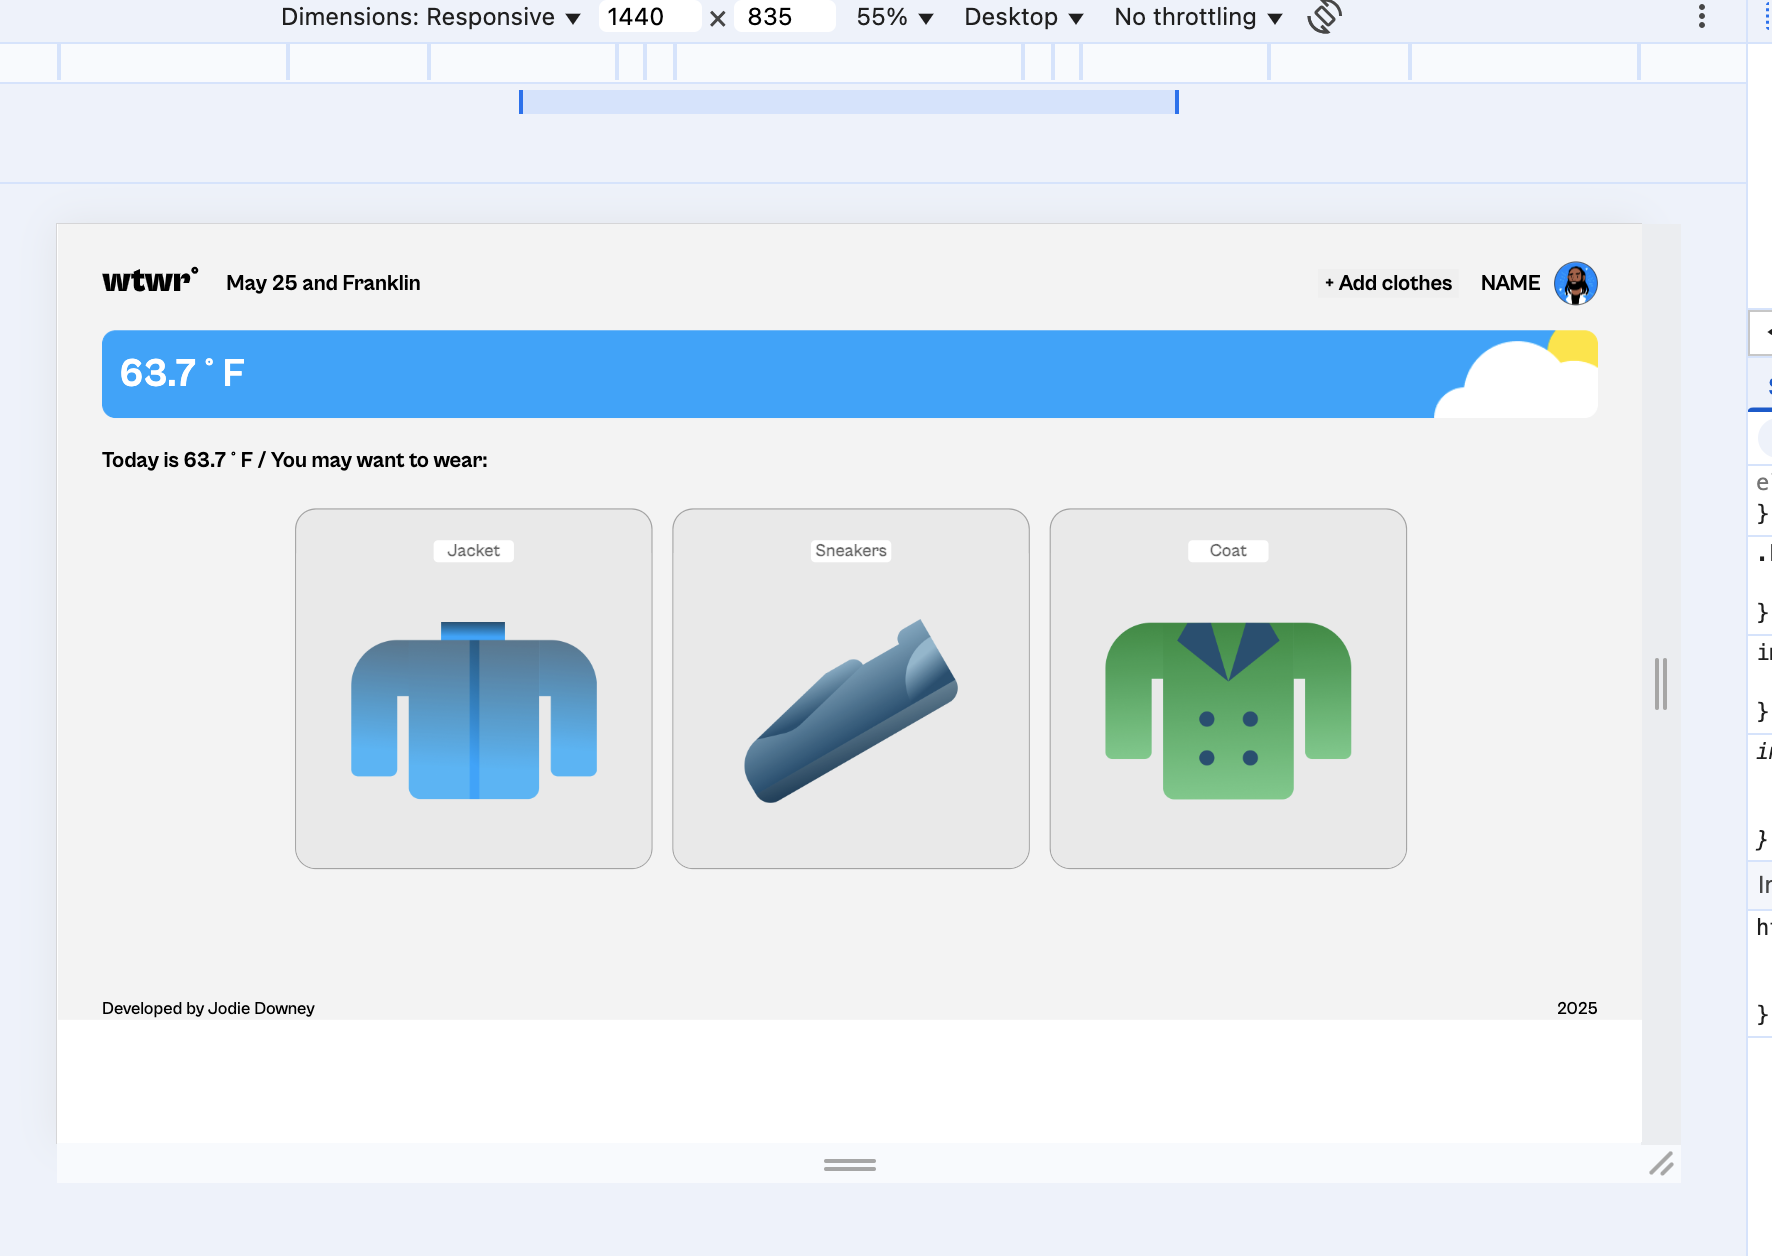 Dimensions: Responsive ▼ 1440 × 835 55% ▼ Desktop ▼ No throttling ▼
wtwr° May 25 and Franklin + Add clothes NAME
63.7 ° F
Today is 63.7 ° F / You may want to wear:
Jacket Sneakers Coat
Developed by Jodie Downey 2025
}
}
}
}
}